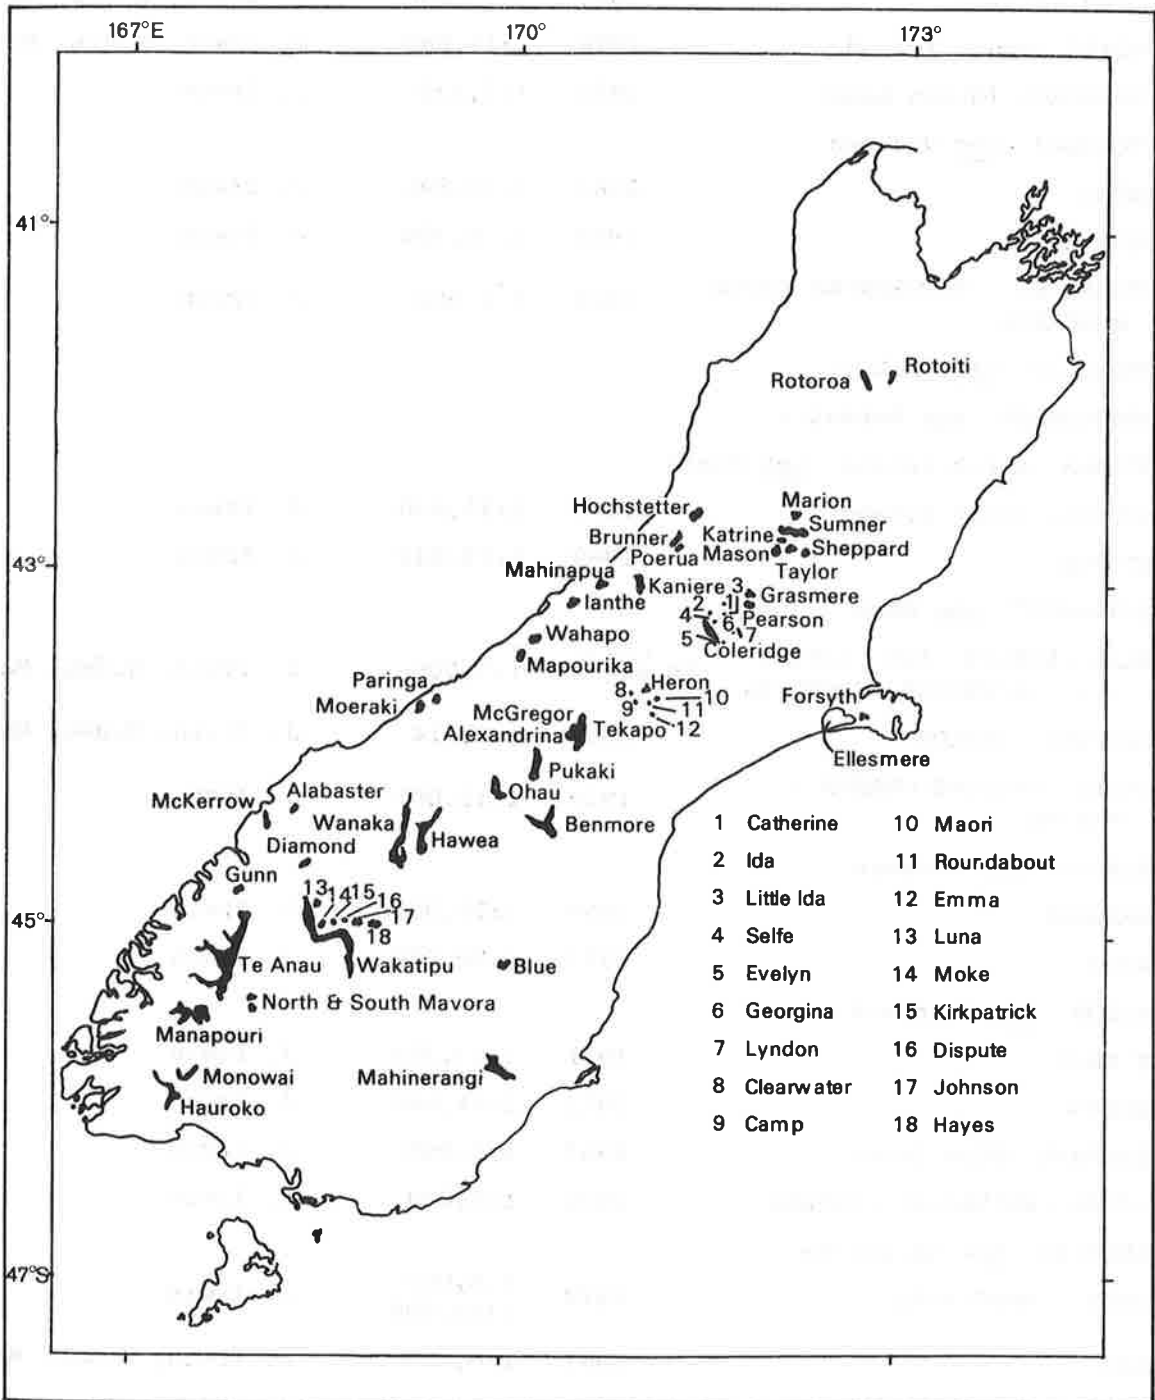 167°E 170° 173°
41°
Rotoroa Rotoiti
Hochstetter Marion
Sumner
Brunner Katrine
Poerua Mason Sheppard
43° Taylor
Mahinapua Kaniere 3 Grasmere
Ianthe 2 1
4 6 Pearson
Wahapo 5 7
Coleridge
Mapourika
Paringa 8 Heron 10
Moeraki 9 11
McGregor 12
Alexandrina Tekapo
Forsyth
Ellesmere
Pukaki
Ohau
McKerrow Alabaster
Wanaka Hawea Benmore
Diamond
Gunn
13 14 15 16
17
18
45°
Te Anau Wakatipu Blue
North & South Mavora
Manapouri
Monowai Mahinerangi
Hauroko
1 Catherine 10 Maori
2 Ida 11 Roundabout
3 Little Ida 12 Emma
4 Selfe 13 Luna
5 Evelyn 14 Moke
6 Georgina 15 Kirkpatrick
7 Lyndon 16 Dispute
8 Clearwater 17 Johnson
9 Camp 18 Hayes
47°S